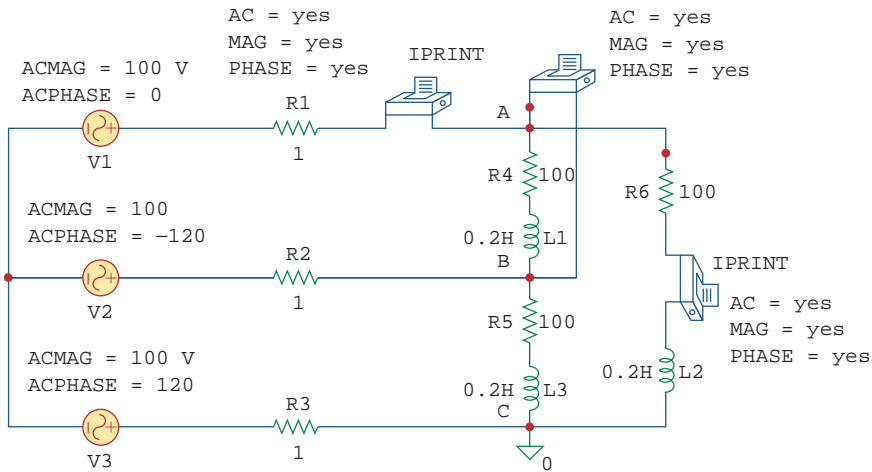 AC = yes
MAG = yes
PHASE = yes
IPRINT
AC = yes
MAG = yes
PHASE = yes
ACMAG = 100 V
ACPHASE = 0
V1
R1
1
A
R4
100
R6
100
ACMAG = 100
ACPHASE = −120
V2
R2
1
0.2H
L1
B
IPRINT
AC = yes
MAG = yes
PHASE = yes
R5
100
ACMAG = 100 V
ACPHASE = 120
V3
R3
1
0.2H
L3
C
0.2H
L2
0